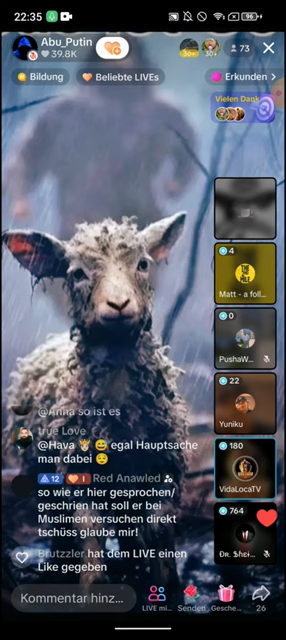 22:35
96
Abu_Putin
39.8K
30+
30+
73
Bildung
Beliebte LIVEs
Erkunden >
Vielen Dank
4
Matt - a foll...
0
PushaW...
22
Yuniku
180
VidaLocaTV
764
@Anna so ist es
true Love
@Hava egal Hauptsache
man dabei
12 I Red Anawled
so wie er hier gesprochen/
geschrien hat soll er bei
Muslimen versuchen direkt
tschüss glaube mir!
Brutzzler hat dem LIVE einen
Like gegeben
Kommentar hinz...
LIVE mi...
Senden
Gesche...
26